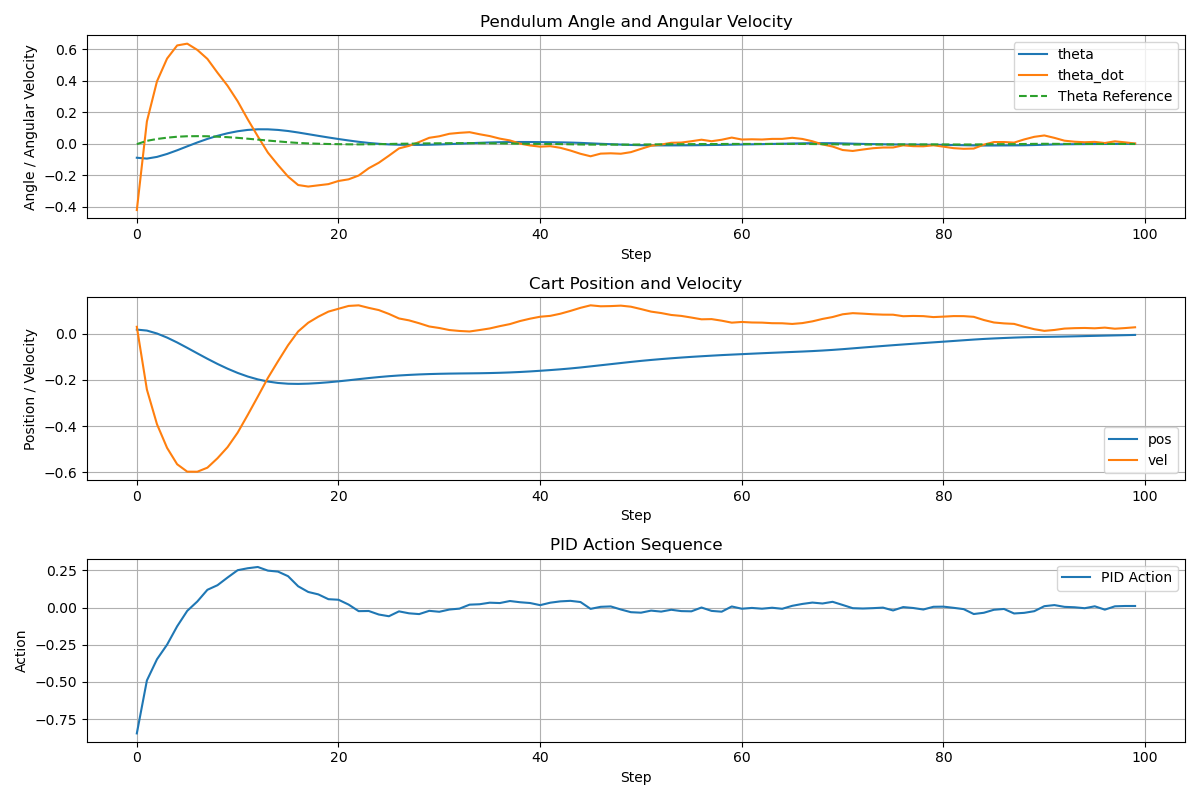 Pendulum Angle and Angular Velocity
Angle / Angular Velocity
0.6
0.4
0.2
0.0
−0.2
−0.4
theta
theta_dot
Theta Reference
0 20 40 60 80 100
Step
Cart Position and Velocity
Position / Velocity
0.0
−0.2
−0.4
−0.6
pos
vel
0 20 40 60 80 100
Step
PID Action Sequence
Action
0.25
0.00
−0.25
−0.50
−0.75
PID Action
0 20 40 60 80 100
Step